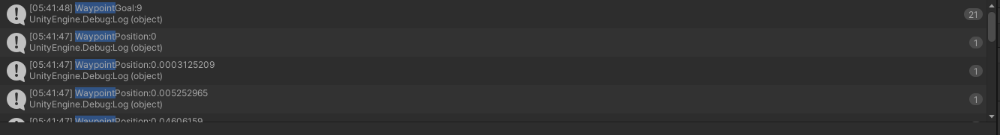 [05:41:48] WaypointGoal:9
UnityEngine.Debug:Log (object)
21
[05:41:47] WaypointPosition:0
UnityEngine.Debug:Log (object)
1
[05:41:47] WaypointPosition:0.0003125209
UnityEngine.Debug:Log (object)
1
[05:41:47] WaypointPosition:0.005252965
UnityEngine.Debug:Log (object)
1
[05:41:47] WaypointPosition:0.04606159